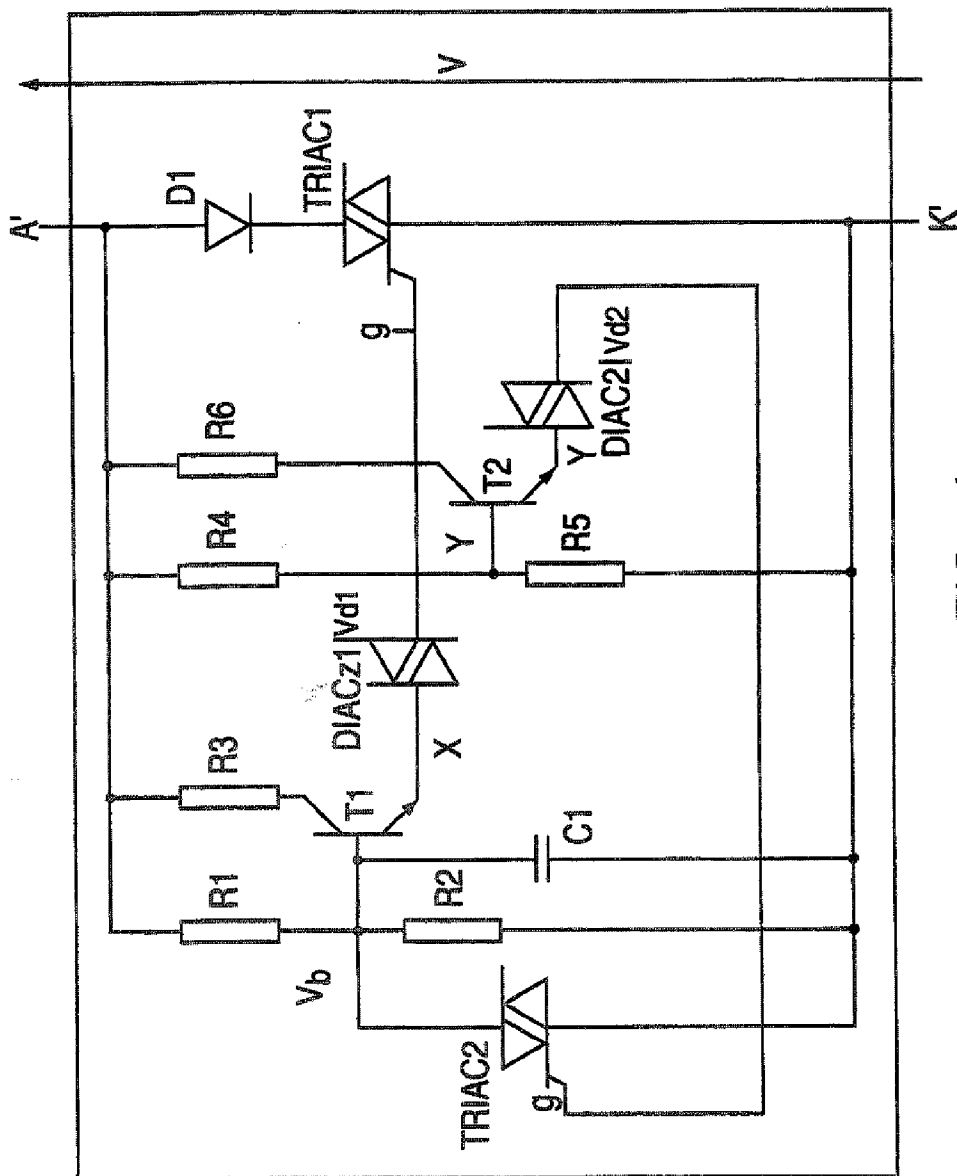 A'
V
D1
TRIAC1
g
R6
R4
R3
R1
DIACz1
Vd1
T1
X
T2
Y
Y
DIAC2
Vd2
R5
C1
R2
Vb
TRIAC2
g
K'